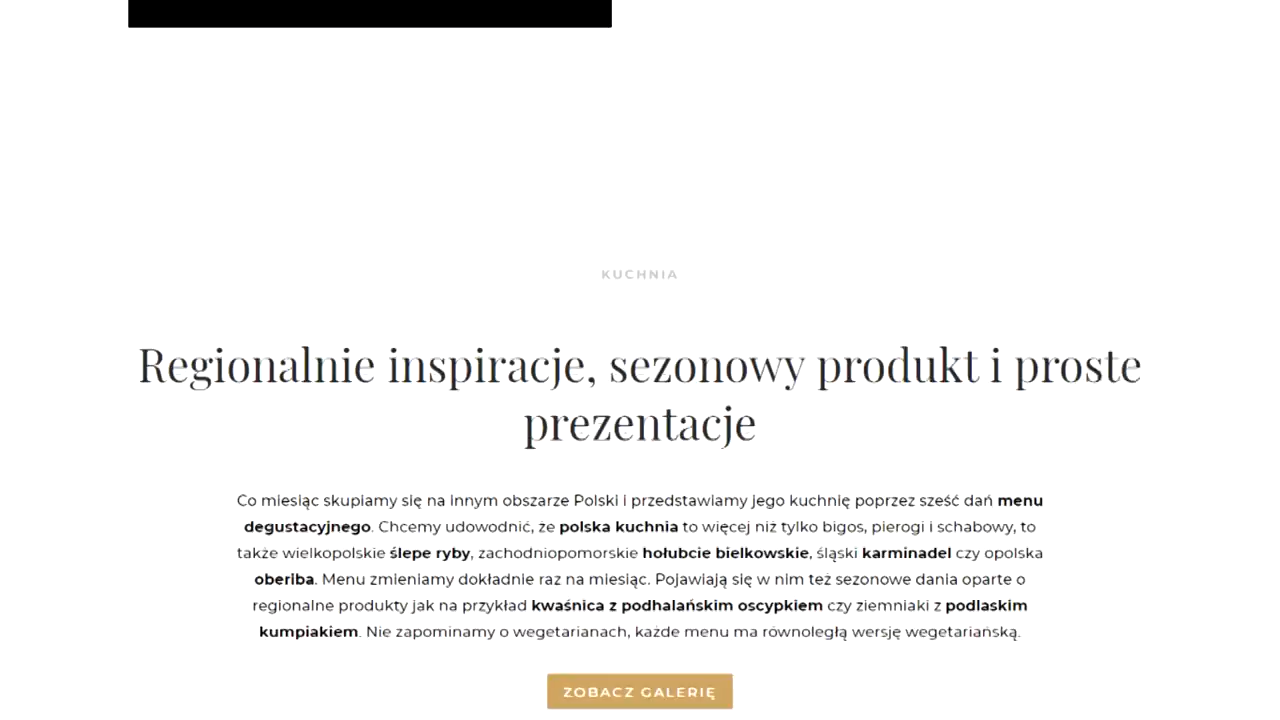 KUCHNIA
Regionalnie inspiracje, sezonowy produkt i proste
prezentacje
Co miesiąc skupiamy się na innym obszarze Polski i przedstawiamy jego kuchnię poprzez sześć dań menu
degustacyjnego. Chcemy udowodnić, że polska kuchnia to więcej niż tylko bigos, pierogi i schabowy, to
także wielkopolskie ślepe ryby, zachodniopomorskie hołubcie bielkowskie, śląski karminadel czy opolska
oberiba. Menu zmieniamy dokładnie raz na miesiąc. Pojawiają się w nim też sezonowe dania oparte o
regionalne produkty jak na przykład kwaśnica z podhalańskim oscypkiem czy ziemniaki z podlaskim
kumpiakiem. Nie zapominamy o wegetarianach, każde menu ma równoległą wersję wegetariańską.
ZOBACZ GALERIĘ